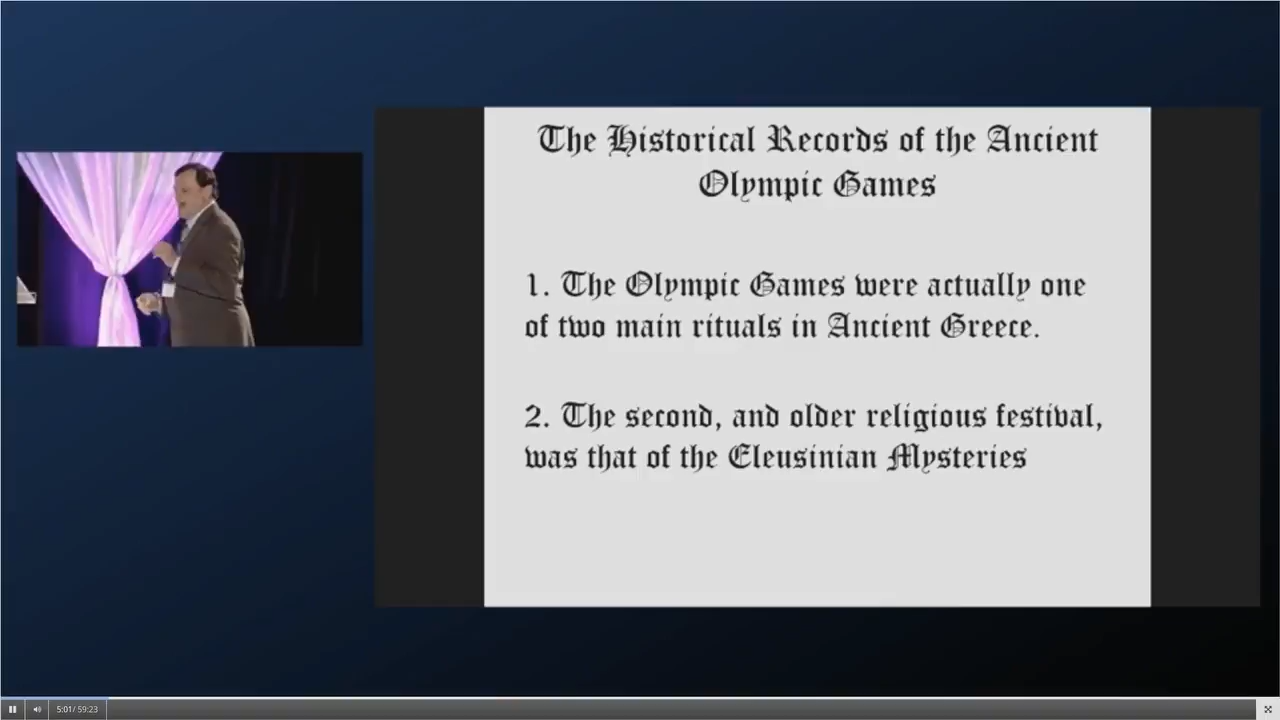 The Historical Records of the Ancient
Olympic Games
1. The Olympic Games were actually one
of two main rituals in Ancient Greece.
2. The second, and older religious festival,
was that of the Eleusinian Mysteries
5:01/ 59:23